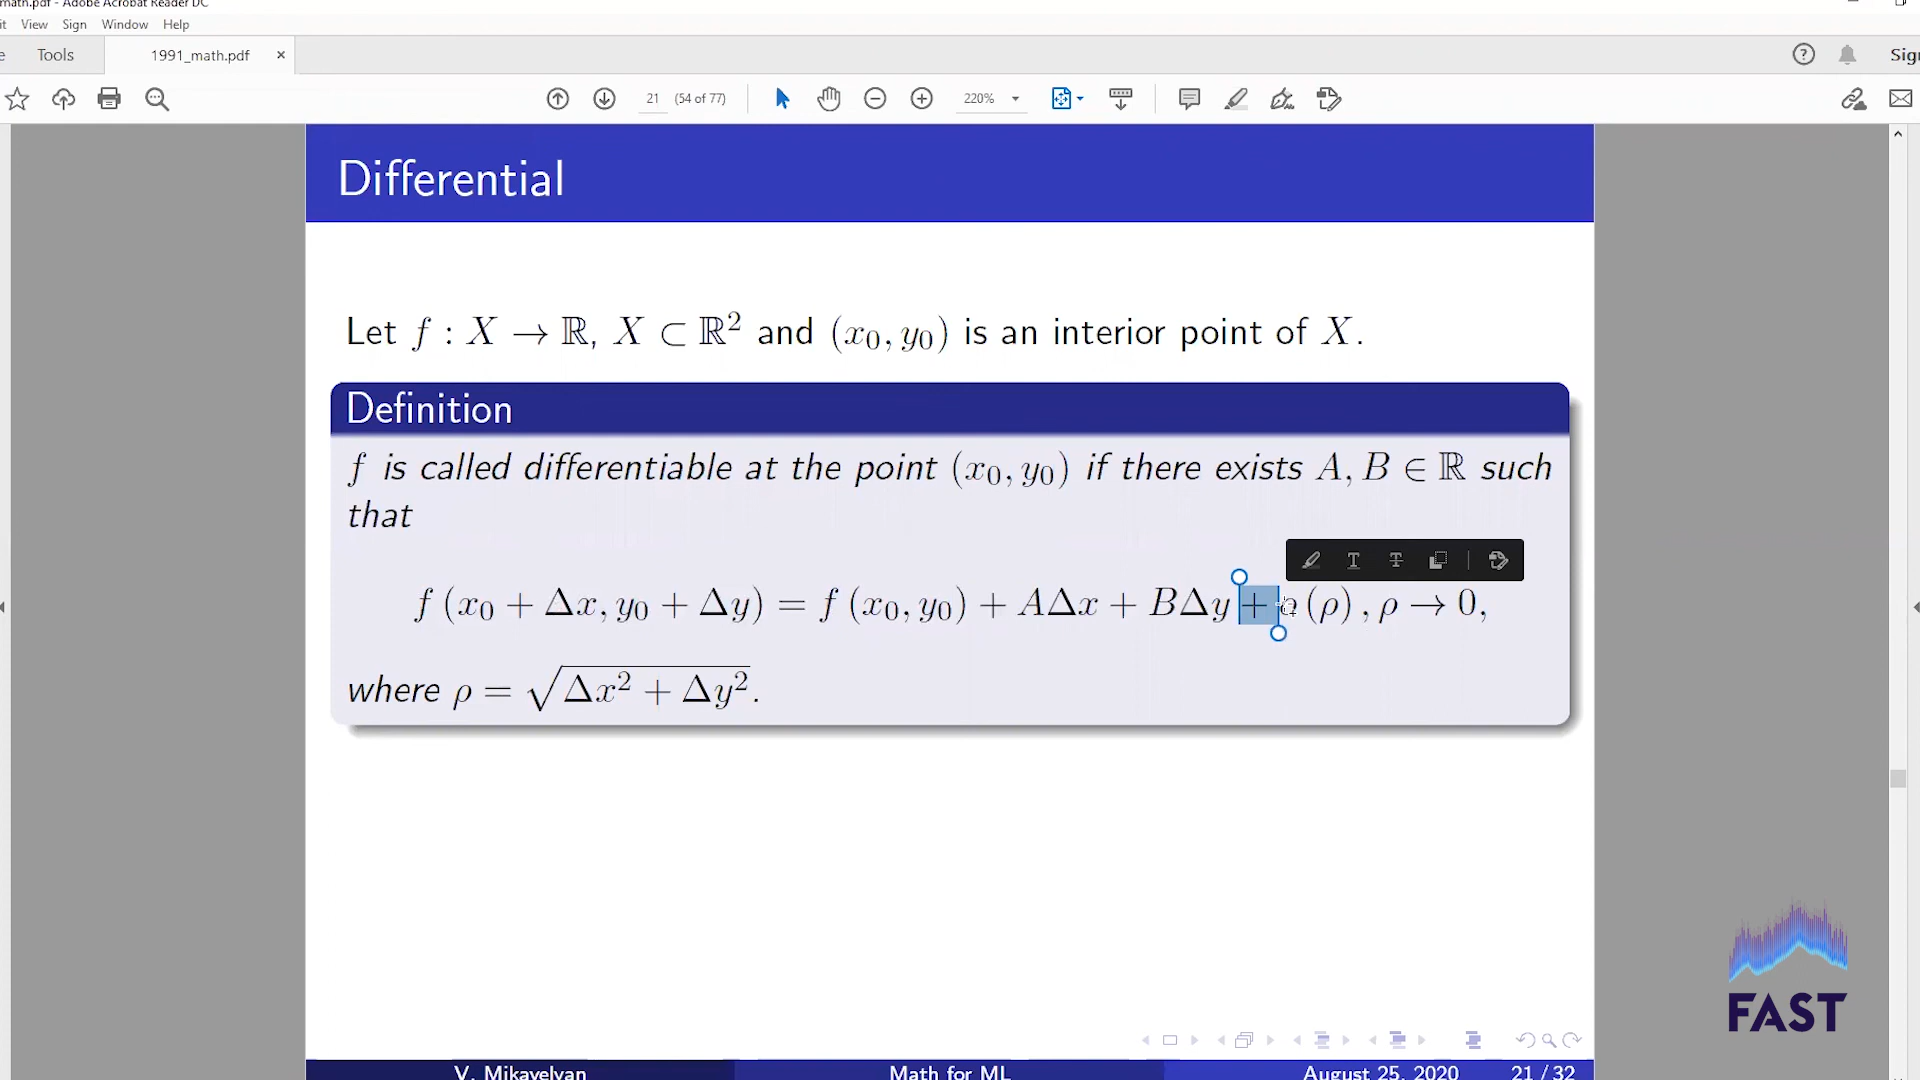 math.pdf - Adobe Acrobat Reader DC
it View Sign Window Help
e Tools 1991_math.pdf × ? Sign
21 (54 of 77) 220%
Differential
Let f : X → ℝ, X ⊂ ℝ² and (x₀, y₀) is an interior point of X.
Definition
f is called differentiable at the point (x₀, y₀) if there exists A, B ∈ ℝ such
that
f (x₀ + Δx, y₀ + Δy) = f (x₀, y₀) + AΔx + BΔy + o (ρ) , ρ → 0,
where ρ = √(Δx² + Δy²).
FAST
V. Mikayelyan Math for ML August 25, 2020 21 / 32